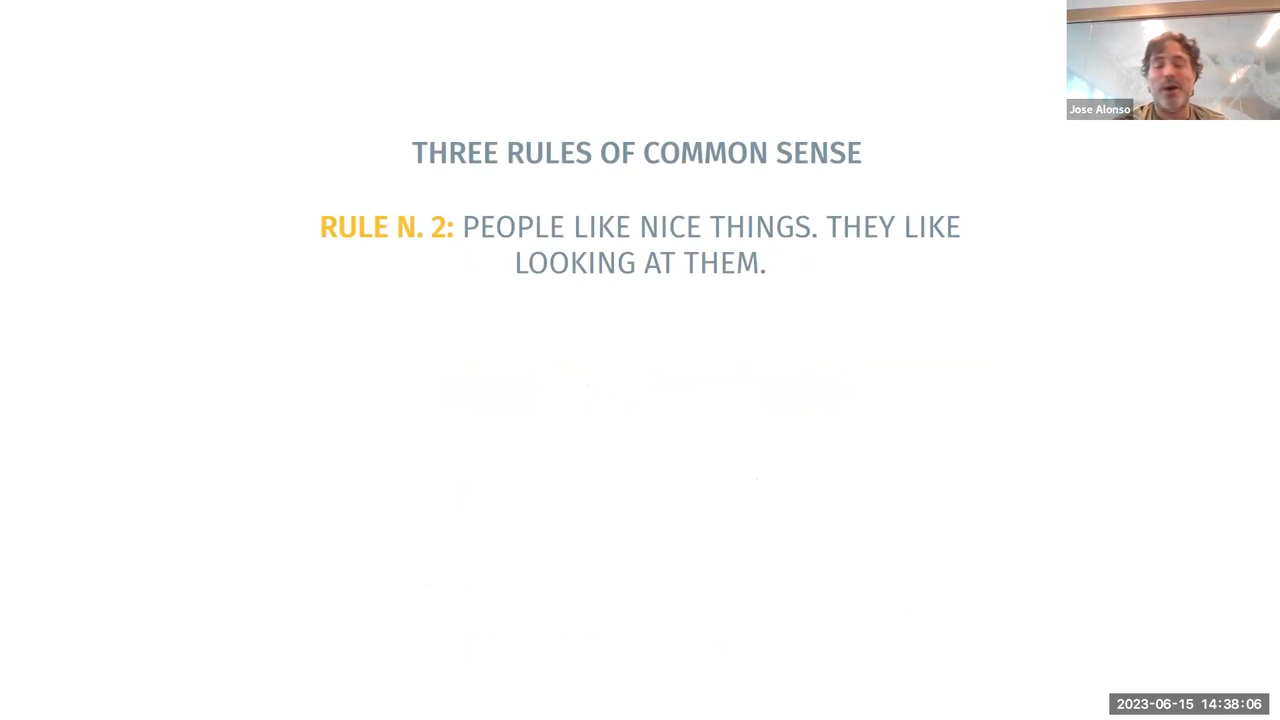 THREE RULES OF COMMON SENSE
RULE N. 2: PEOPLE LIKE NICE THINGS. THEY LIKE
LOOKING AT THEM.
Jose Alonso
2023-06-15 14:38:06